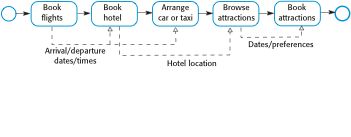 Book
flights
Book
hotel
Arrange
car or taxi
Browse
attractions
Book
attractions
Arrival/departure
dates/times
Hotel location
Dates/preferences